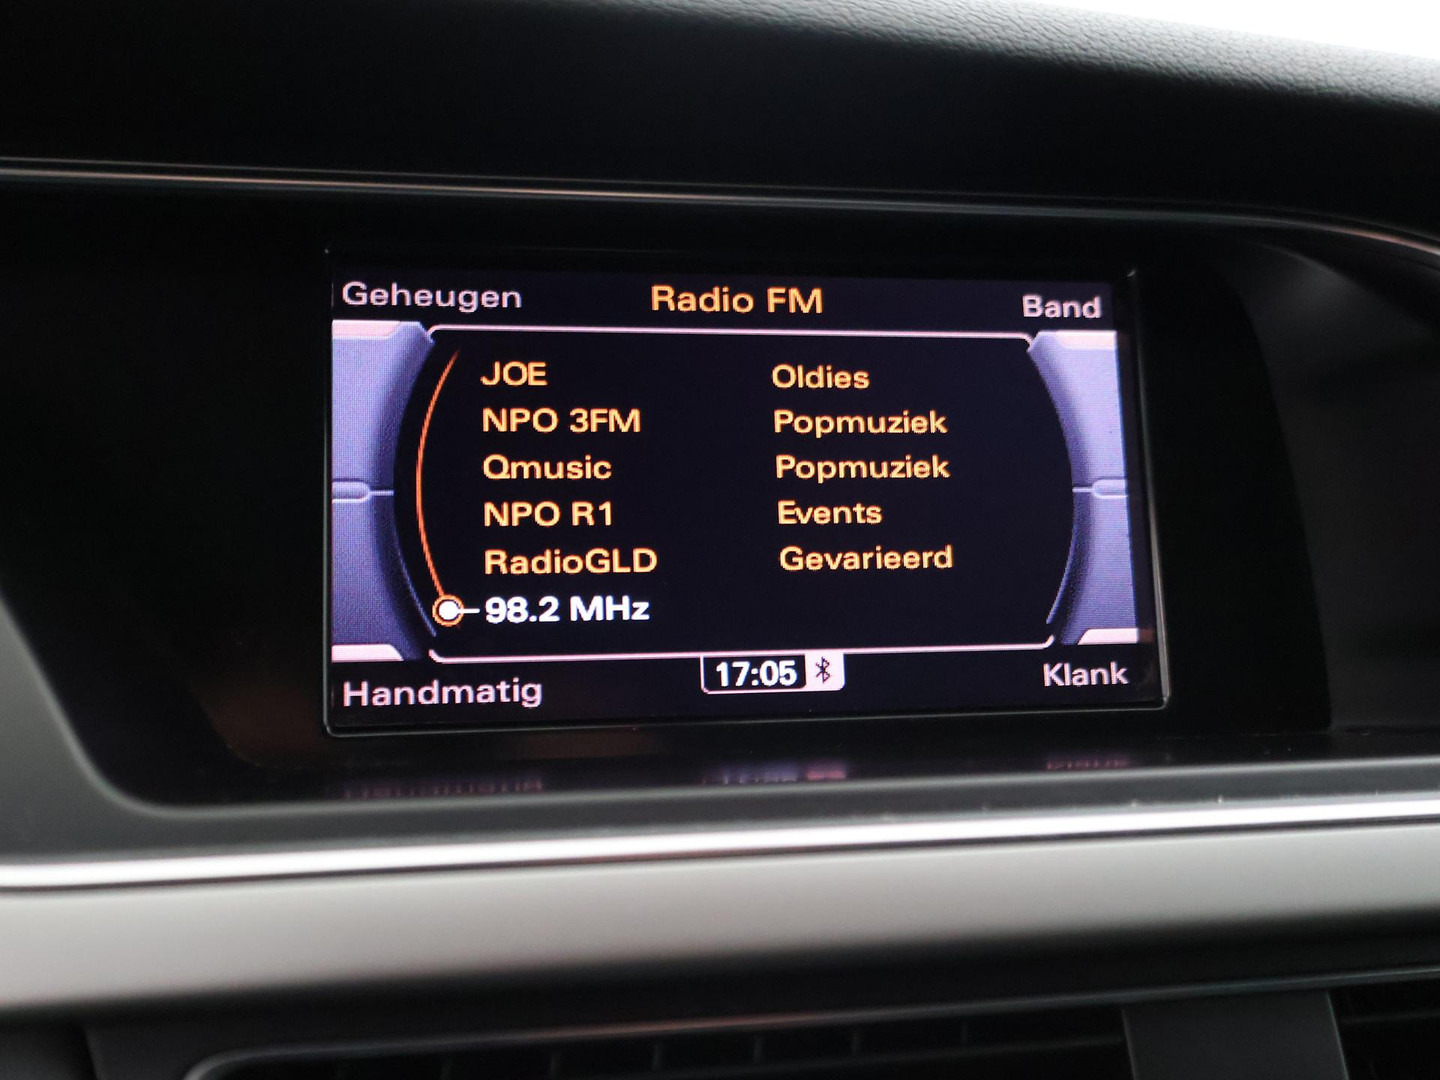 Geheugen Radio FM Band
JOE Oldies
NPO 3FM Popmuziek
Qmusic Popmuziek
NPO R1 Events
RadioGLD Gevarieerd
98.2 MHz
Handmatig 17:05 Klank